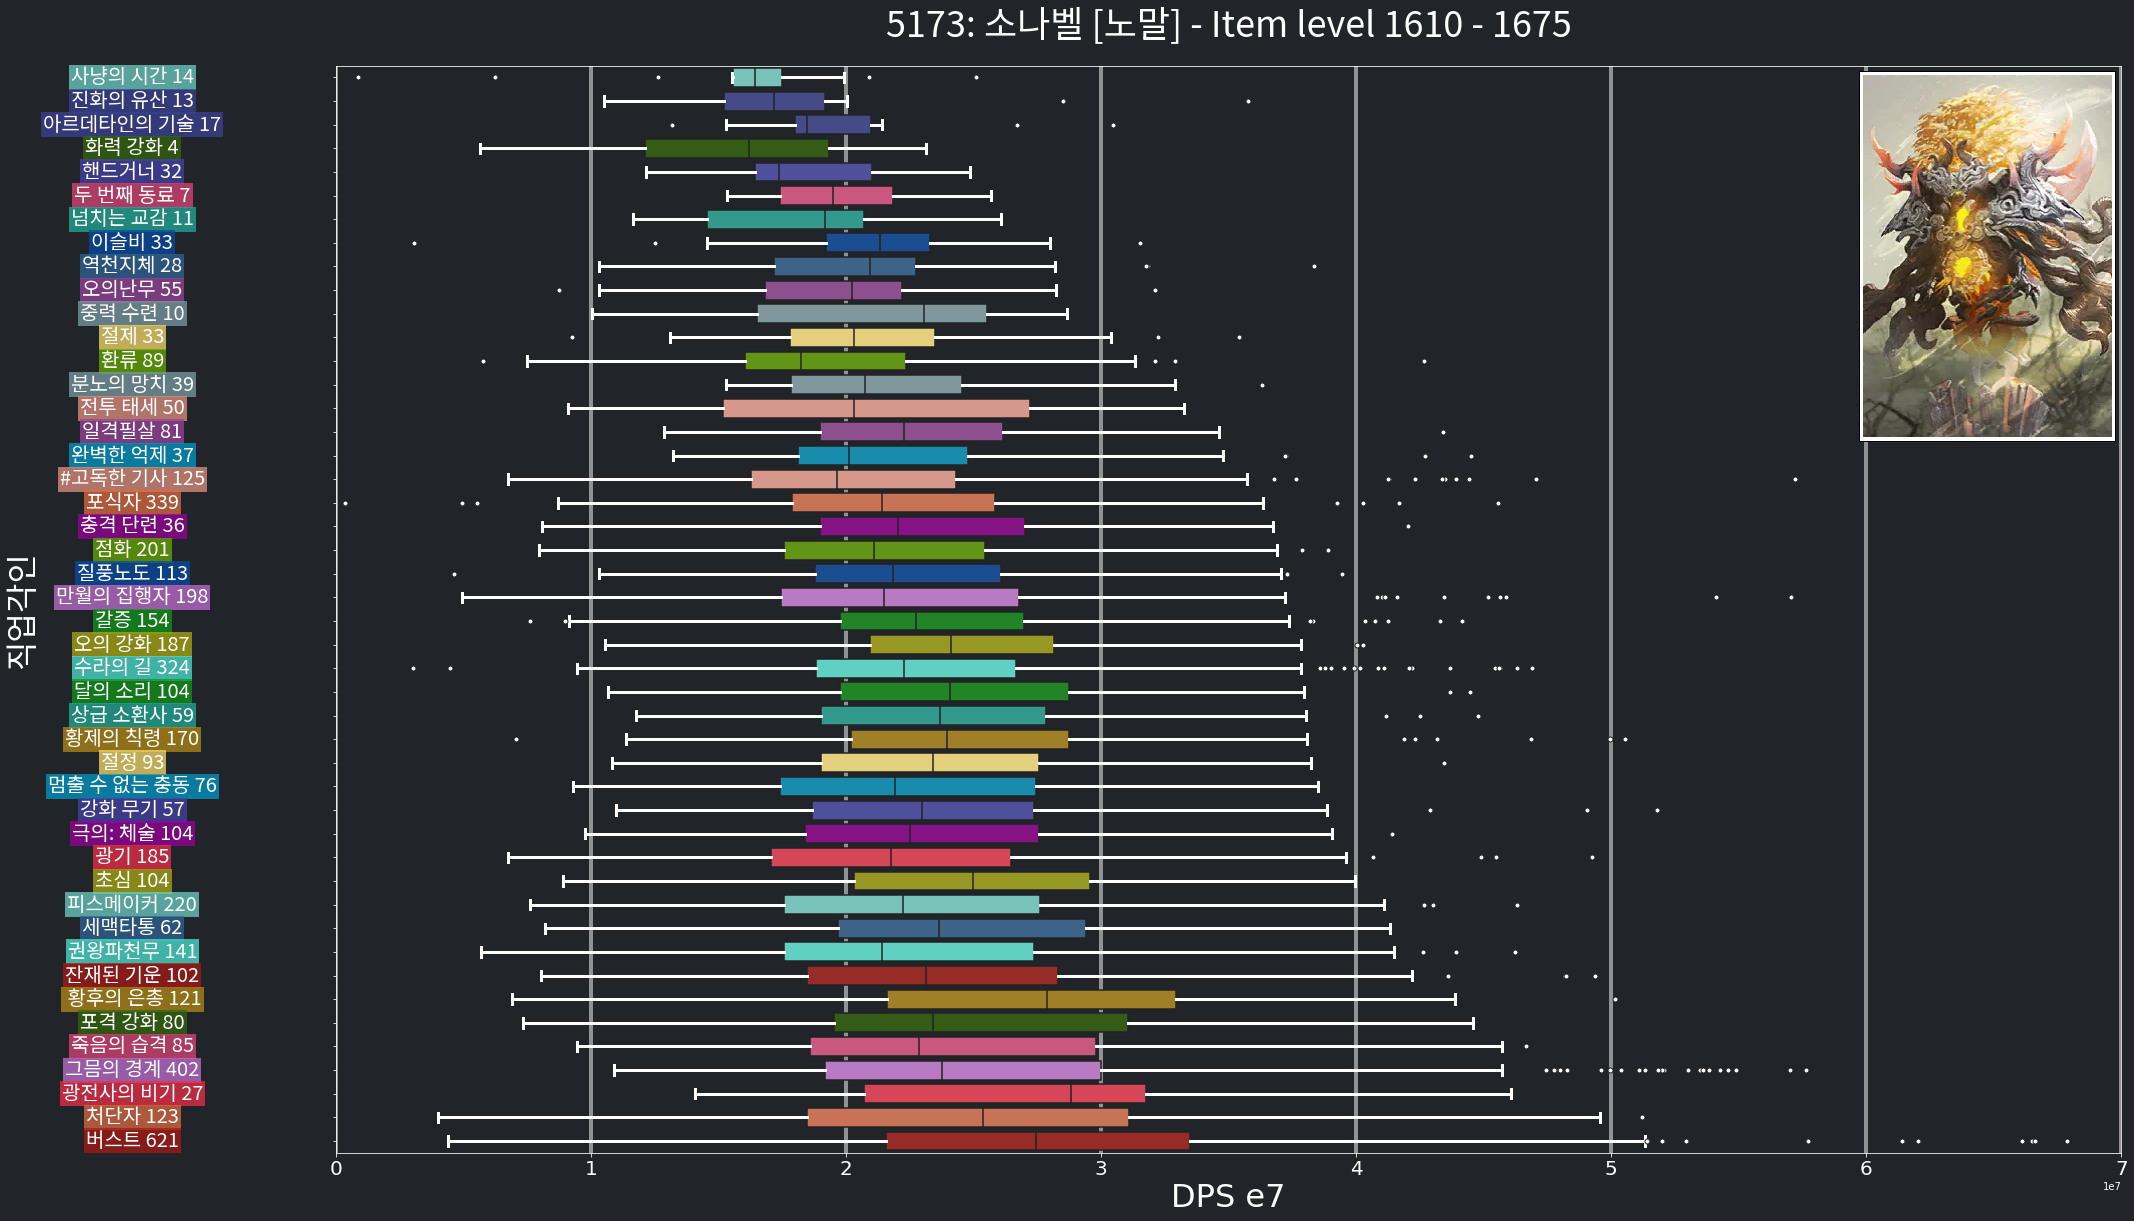 5173: 소나벨 [노말] - Item level 1610 - 1675
사냥의 시간 14
진화의 유산 13
아르데타인의 기술 17
화력 강화 4
핸드거너 32
두 번째 동료 7
넘치는 교감 11
이슬비 33
역천지체 28
오의난무 55
중력 수련 10
절제 33
환류 89
분노의 망치 39
전투 태세 50
일격필살 81
완벽한 억제 37
#고독한 기사 125
포식자 339
충격 단련 36
점화 201
질풍노도 113
만월의 집행자 198
갈증 154
오의 강화 187
수라의 길 324
달의 소리 104
상급 소환사 59
황제의 칙령 170
절정 93
멈출 수 없는 충동 76
강화 무기 57
극의: 체술 104
광기 185
초심 104
피스메이커 220
세맥타통 62
권왕파천무 141
잔재된 기운 102
황후의 은총 121
포격 강화 80
죽음의 습격 85
그믐의 경계 402
광전사의 비기 27
처단자 123
버스트 621
직업각인
0 1 2 3 4 5 6 7
1e7
DPS e7